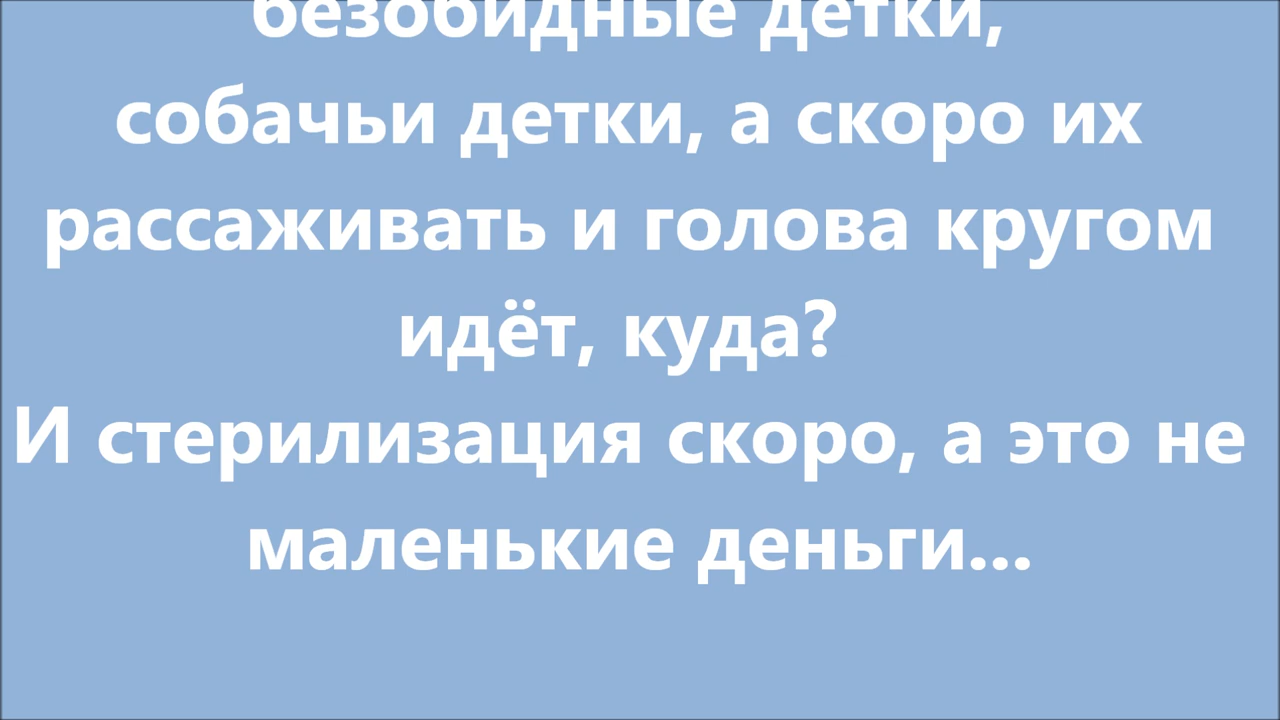 безобидные детки,
собачьи детки, а скоро их
рассаживать и голова кругом
идёт, куда?
И стерилизация скоро, а это не
маленькие деньги...